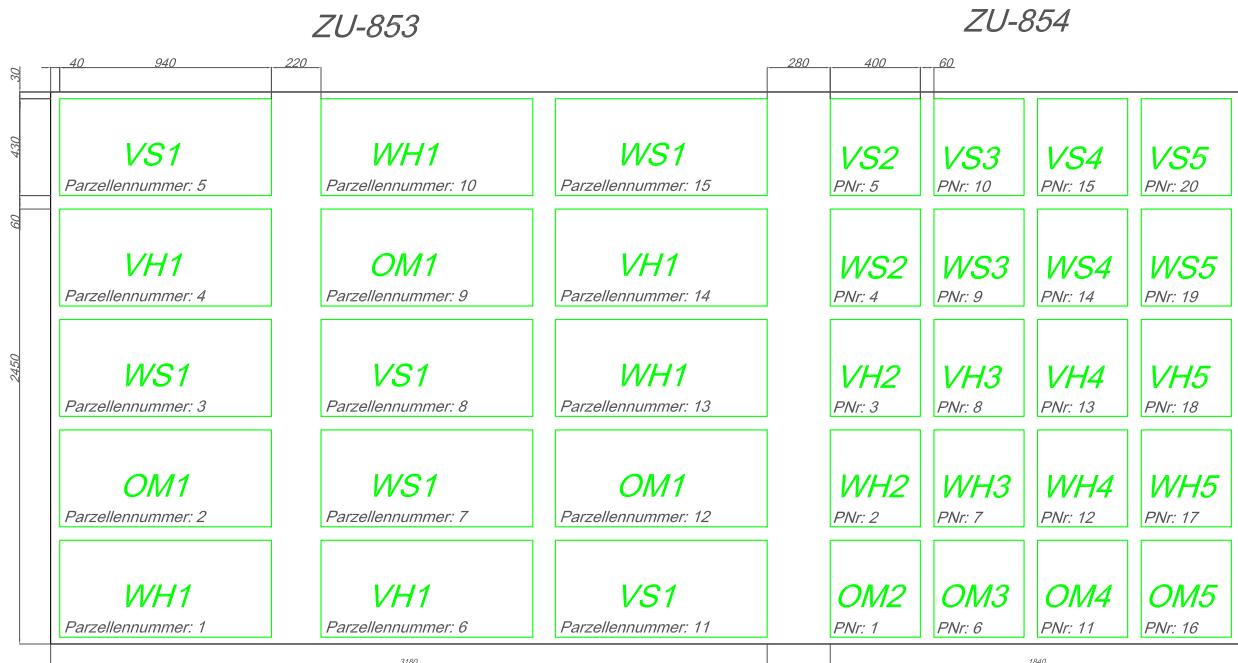 ZU-853
ZU-854
40
940
220
280
400
60
30
430
60
2450
VS1
Parzellennummer: 5
WH1
Parzellennummer: 10
WS1
Parzellennummer: 15
VS2
PNr: 5
VS3
PNr: 10
VS4
PNr: 15
VS5
PNr: 20
VH1
Parzellennummer: 4
OM1
Parzellennummer: 9
VH1
Parzellennummer: 14
WS2
PNr: 4
WS3
PNr: 9
WS4
PNr: 14
WS5
PNr: 19
WS1
Parzellennummer: 3
VS1
Parzellennummer: 8
WH1
Parzellennummer: 13
VH2
PNr: 3
VH3
PNr: 8
VH4
PNr: 13
VH5
PNr: 18
OM1
Parzellennummer: 2
WS1
Parzellennummer: 7
OM1
Parzellennummer: 12
WH2
PNr: 2
WH3
PNr: 7
WH4
PNr: 12
WH5
PNr: 17
WH1
Parzellennummer: 1
VH1
Parzellennummer: 6
VS1
Parzellennummer: 11
OM2
PNr: 1
OM3
PNr: 6
OM4
PNr: 11
OM5
PNr: 16
3180
1840